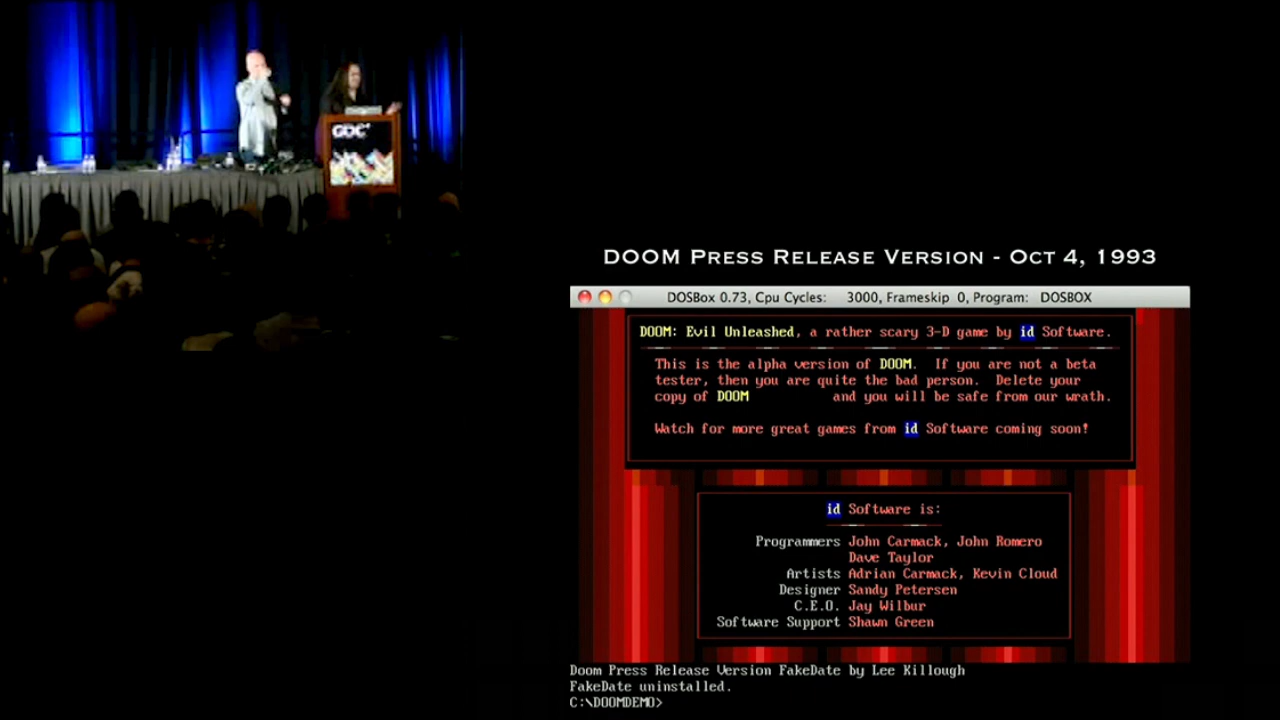 GDC
DOOM Press Release Version - Oct 4, 1993
DOSBox 0.73, Cpu Cycles: 3000, Frameskip 0, Program: DOSBOX
DOOM: Evil Unleashed, a rather scary 3-D game by id Software.
This is the alpha version of DOOM. If you are not a beta
tester, then you are quite the bad person. Delete your
copy of DOOM and you will be safe from our wrath.
Watch for more great games from id Software coming soon!
id Software is:
Programmers John Carmack, John Romero
Dave Taylor
Artists Adrian Carmack, Kevin Cloud
Designer Sandy Petersen
C.E.O. Jay Wilbur
Software Support Shawn Green
Doom Press Release Version FakeDate by Lee Killough
FakeDate uninstalled.
C:\DOOMDEMO>